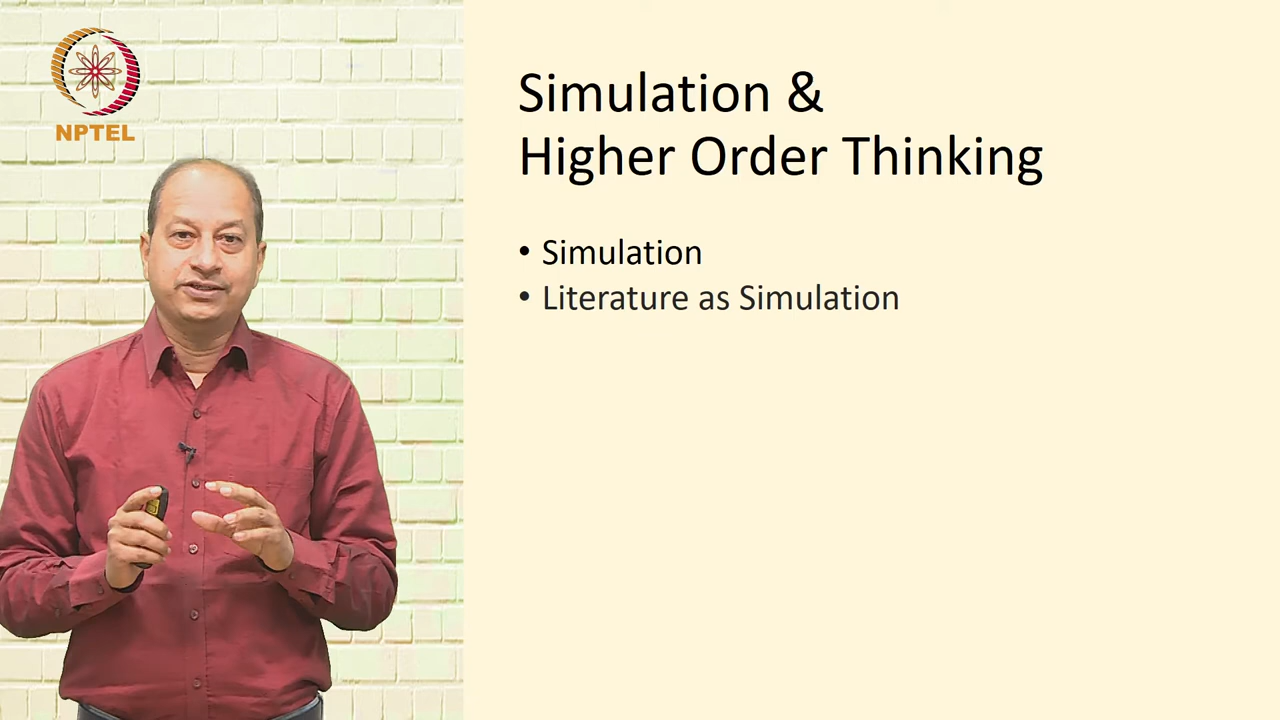 NPTEL
Simulation &
Higher Order Thinking
• Simulation
• Literature as Simulation